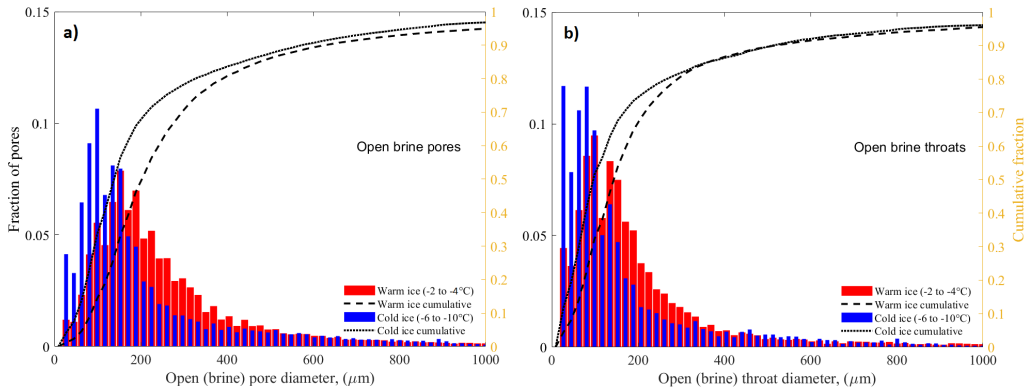 a)
0.15
0.1
0.05
0
Fraction of pores
1
0.9
0.8
0.7
0.6
0.5
0.4
0.3
0.2
0.1
0
Open brine pores
Warm ice (-2 to -4°C)
Warm ice cumulative
Cold ice (-6 to -10°C)
Cold ice cumulative
0 200 400 600 800 1000
Open (brine) pore diameter, (μm)
b)
0.15
0.1
0.05
0
1
0.9
0.8
0.7
0.6
0.5
0.4
0.3
0.2
0.1
0
Cumulative fraction
Open brine throats
Warm ice (-2 to -4°C)
Warm ice cumulative
Cold ice (-6 to -10°C)
Cold ice cumulative
0 200 400 600 800 1000
Open (brine) throat diameter, (μm)